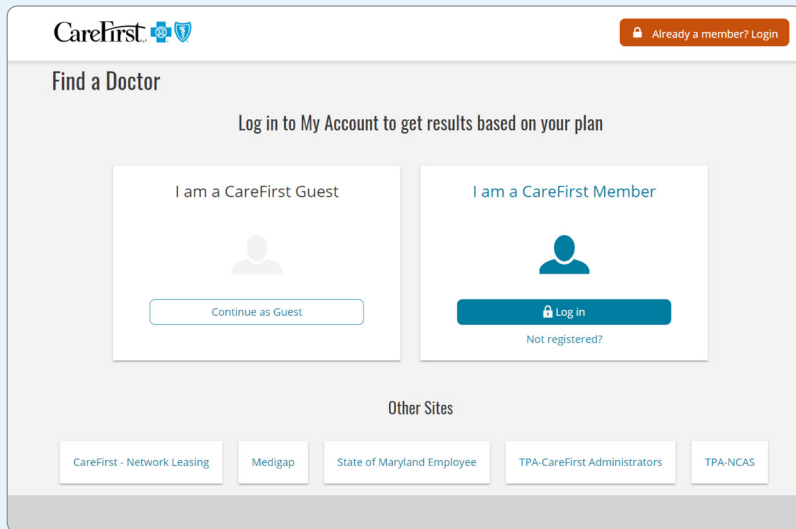 CareFirst.
Already a member? Login
Find a Doctor
Log in to My Account to get results based on your plan
I am a CareFirst Guest
Continue as Guest
I am a CareFirst Member
Log in
Not registered?
Other Sites
CareFirst - Network Leasing
Medigap
State of Maryland Employee
TPA-CareFirst Administrators
TPA-NCAS